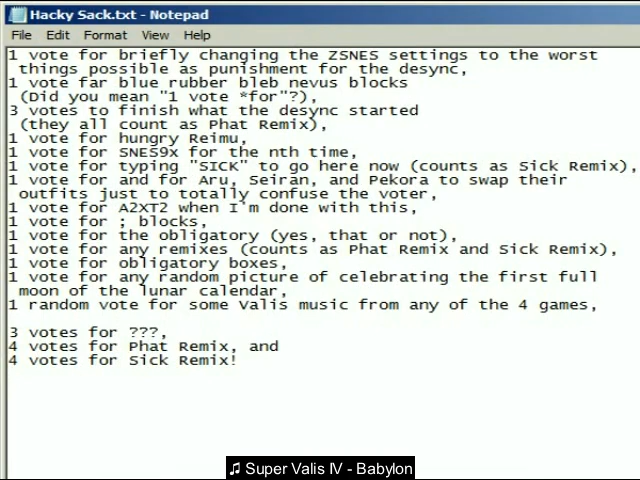 Hacky Sack.txt - Notepad
File Edit Format View Help
1 vote for briefly changing the ZSNES settings to the worst
things possible as punishment for the desync,
1 vote far blue rubber bleb nevus blocks
(Did you mean "1 vote *for"?),
3 votes to finish what the desync started
(they all count as Phat Remix),
1 vote for hungry Reimu,
1 vote for SNES9x for the nth time,
1 vote for typing "SICK" to go here now (counts as Sick Remix),
1 vote for and for Aru, Seiran, and Pekora to swap their
outfits just to totally confuse the voter,
1 vote for A2XT2 when I'm done with this,
1 vote for ; blocks,
1 vote for the obligatory (yes, that or not),
1 vote for any remixes (counts as Phat Remix and Sick Remix),
1 vote for obligatory boxes,
1 vote for any random picture of celebrating the first full
moon of the lunar calendar,
1 random vote for some Valis music from any of the 4 games,
3 votes for ???,
4 votes for Phat Remix, and
4 votes for Sick Remix!
♫ Super Valis IV - Babylon